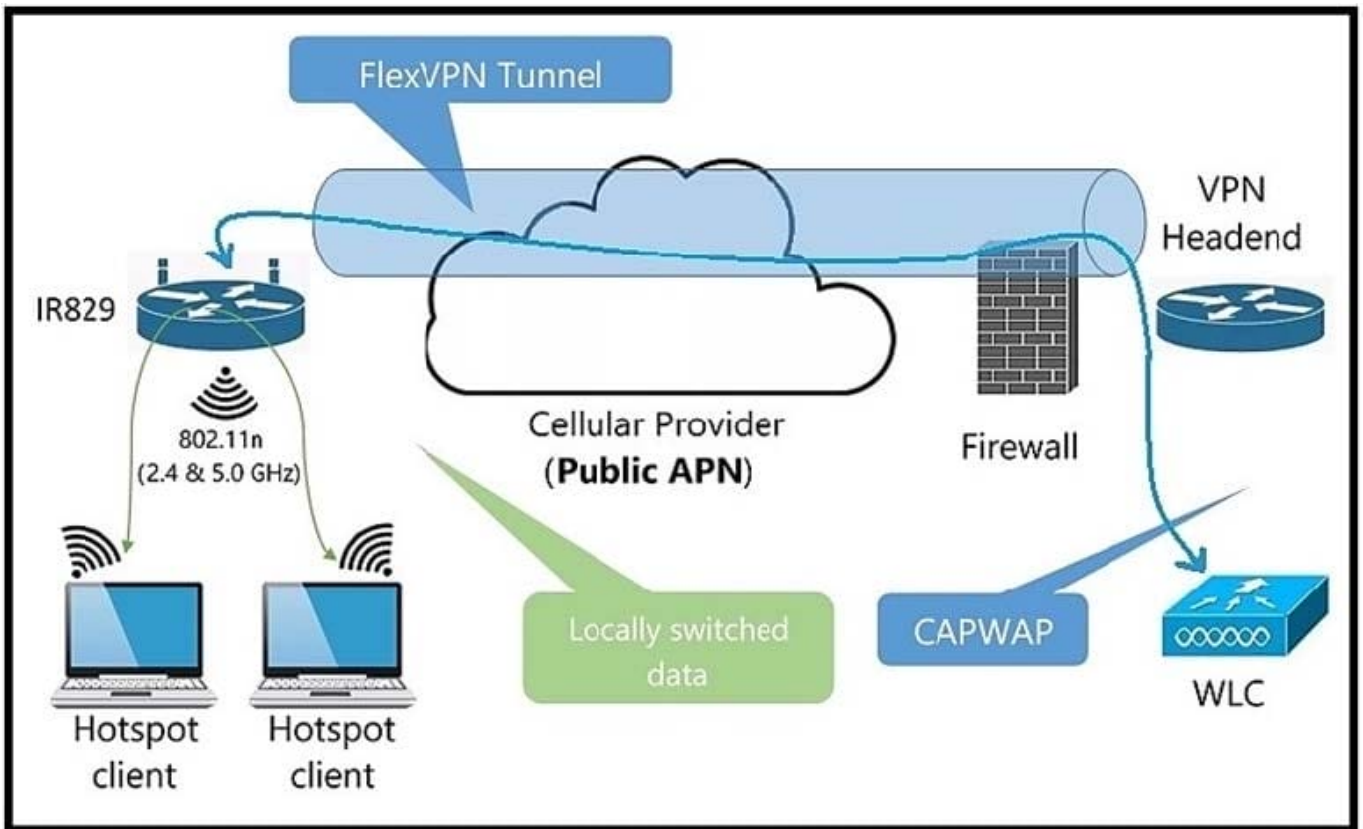 FlexVPN Tunnel
VPN
Headend
IR829
802.11n
(2.4 & 5.0 GHz)
Cellular Provider
(Public APN)
Firewall
Locally switched
data
CAPWAP
WLC
Hotspot
client
Hotspot
client